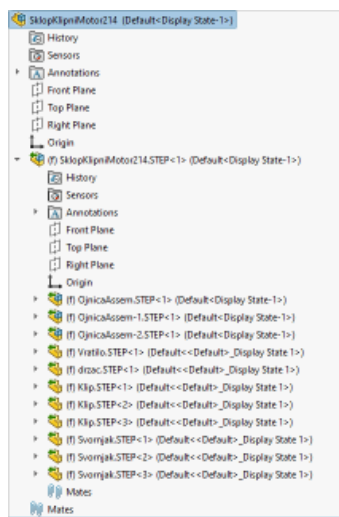 SklopKlipniMotor214 (Default<Display State-1>)
History
Sensors
Annotations
Front Plane
Top Plane
Right Plane
Origin
(f) SklopKlipniMotor214.STEP<1> (Default<Display State-1>)
History
Sensors
Annotations
Front Plane
Top Plane
Right Plane
Origin
(f) OjnicaAssem.STEP<1> (Default<Display State-1>)
(f) OjnicaAssem-1.STEP<1> (Default<Display State-1>)
(f) OjnicaAssem-2.STEP<1> (Default<Display State-1>)
(f) Vratilo.STEP<1> (Default<<Default>_Display State 1>)
(f) drzac.STEP<1> (Default<<Default>_Display State 1>)
(f) Klip.STEP<1> (Default<<Default>_Display State 1>)
(f) Klip.STEP<2> (Default<<Default>_Display State 1>)
(f) Klip.STEP<3> (Default<<Default>_Display State 1>)
(f) Svornjak.STEP<1> (Default<<Default>_Display State 1>)
(f) Svornjak.STEP<2> (Default<<Default>_Display State 1>)
(f) Svornjak.STEP<3> (Default<<Default>_Display State 1>)
Mates
Mates